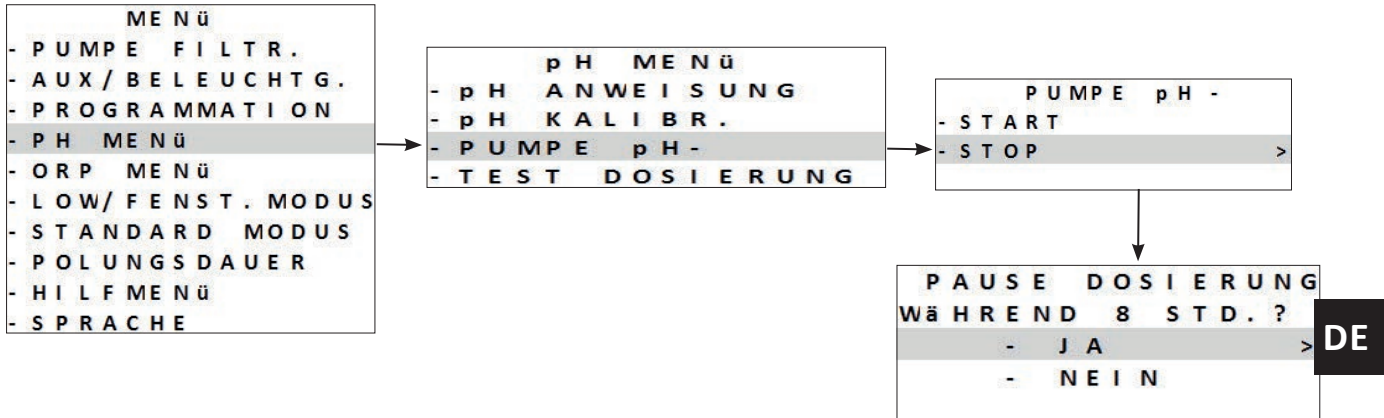 MENü
- PUMPE FILTR.
- AUX/BELEUCHTG.
- PROGRAMMATION
- PH MENü
- ORP MENü
- LOW/FENST. MODUS
- STANDARD MODUS
- POLUNGSDAUER
- HILFMENü
- SPRACHE
pH MENü
- pH ANWEISUNG
- pH KALIBR.
- PUMPE pH-
- TEST DOSIERUNG
PUMPE pH -
- START
- STOP >
PAUSE DOSIERUNG
WäHREND 8 STD. ?
- JA >
- NEIN
DE